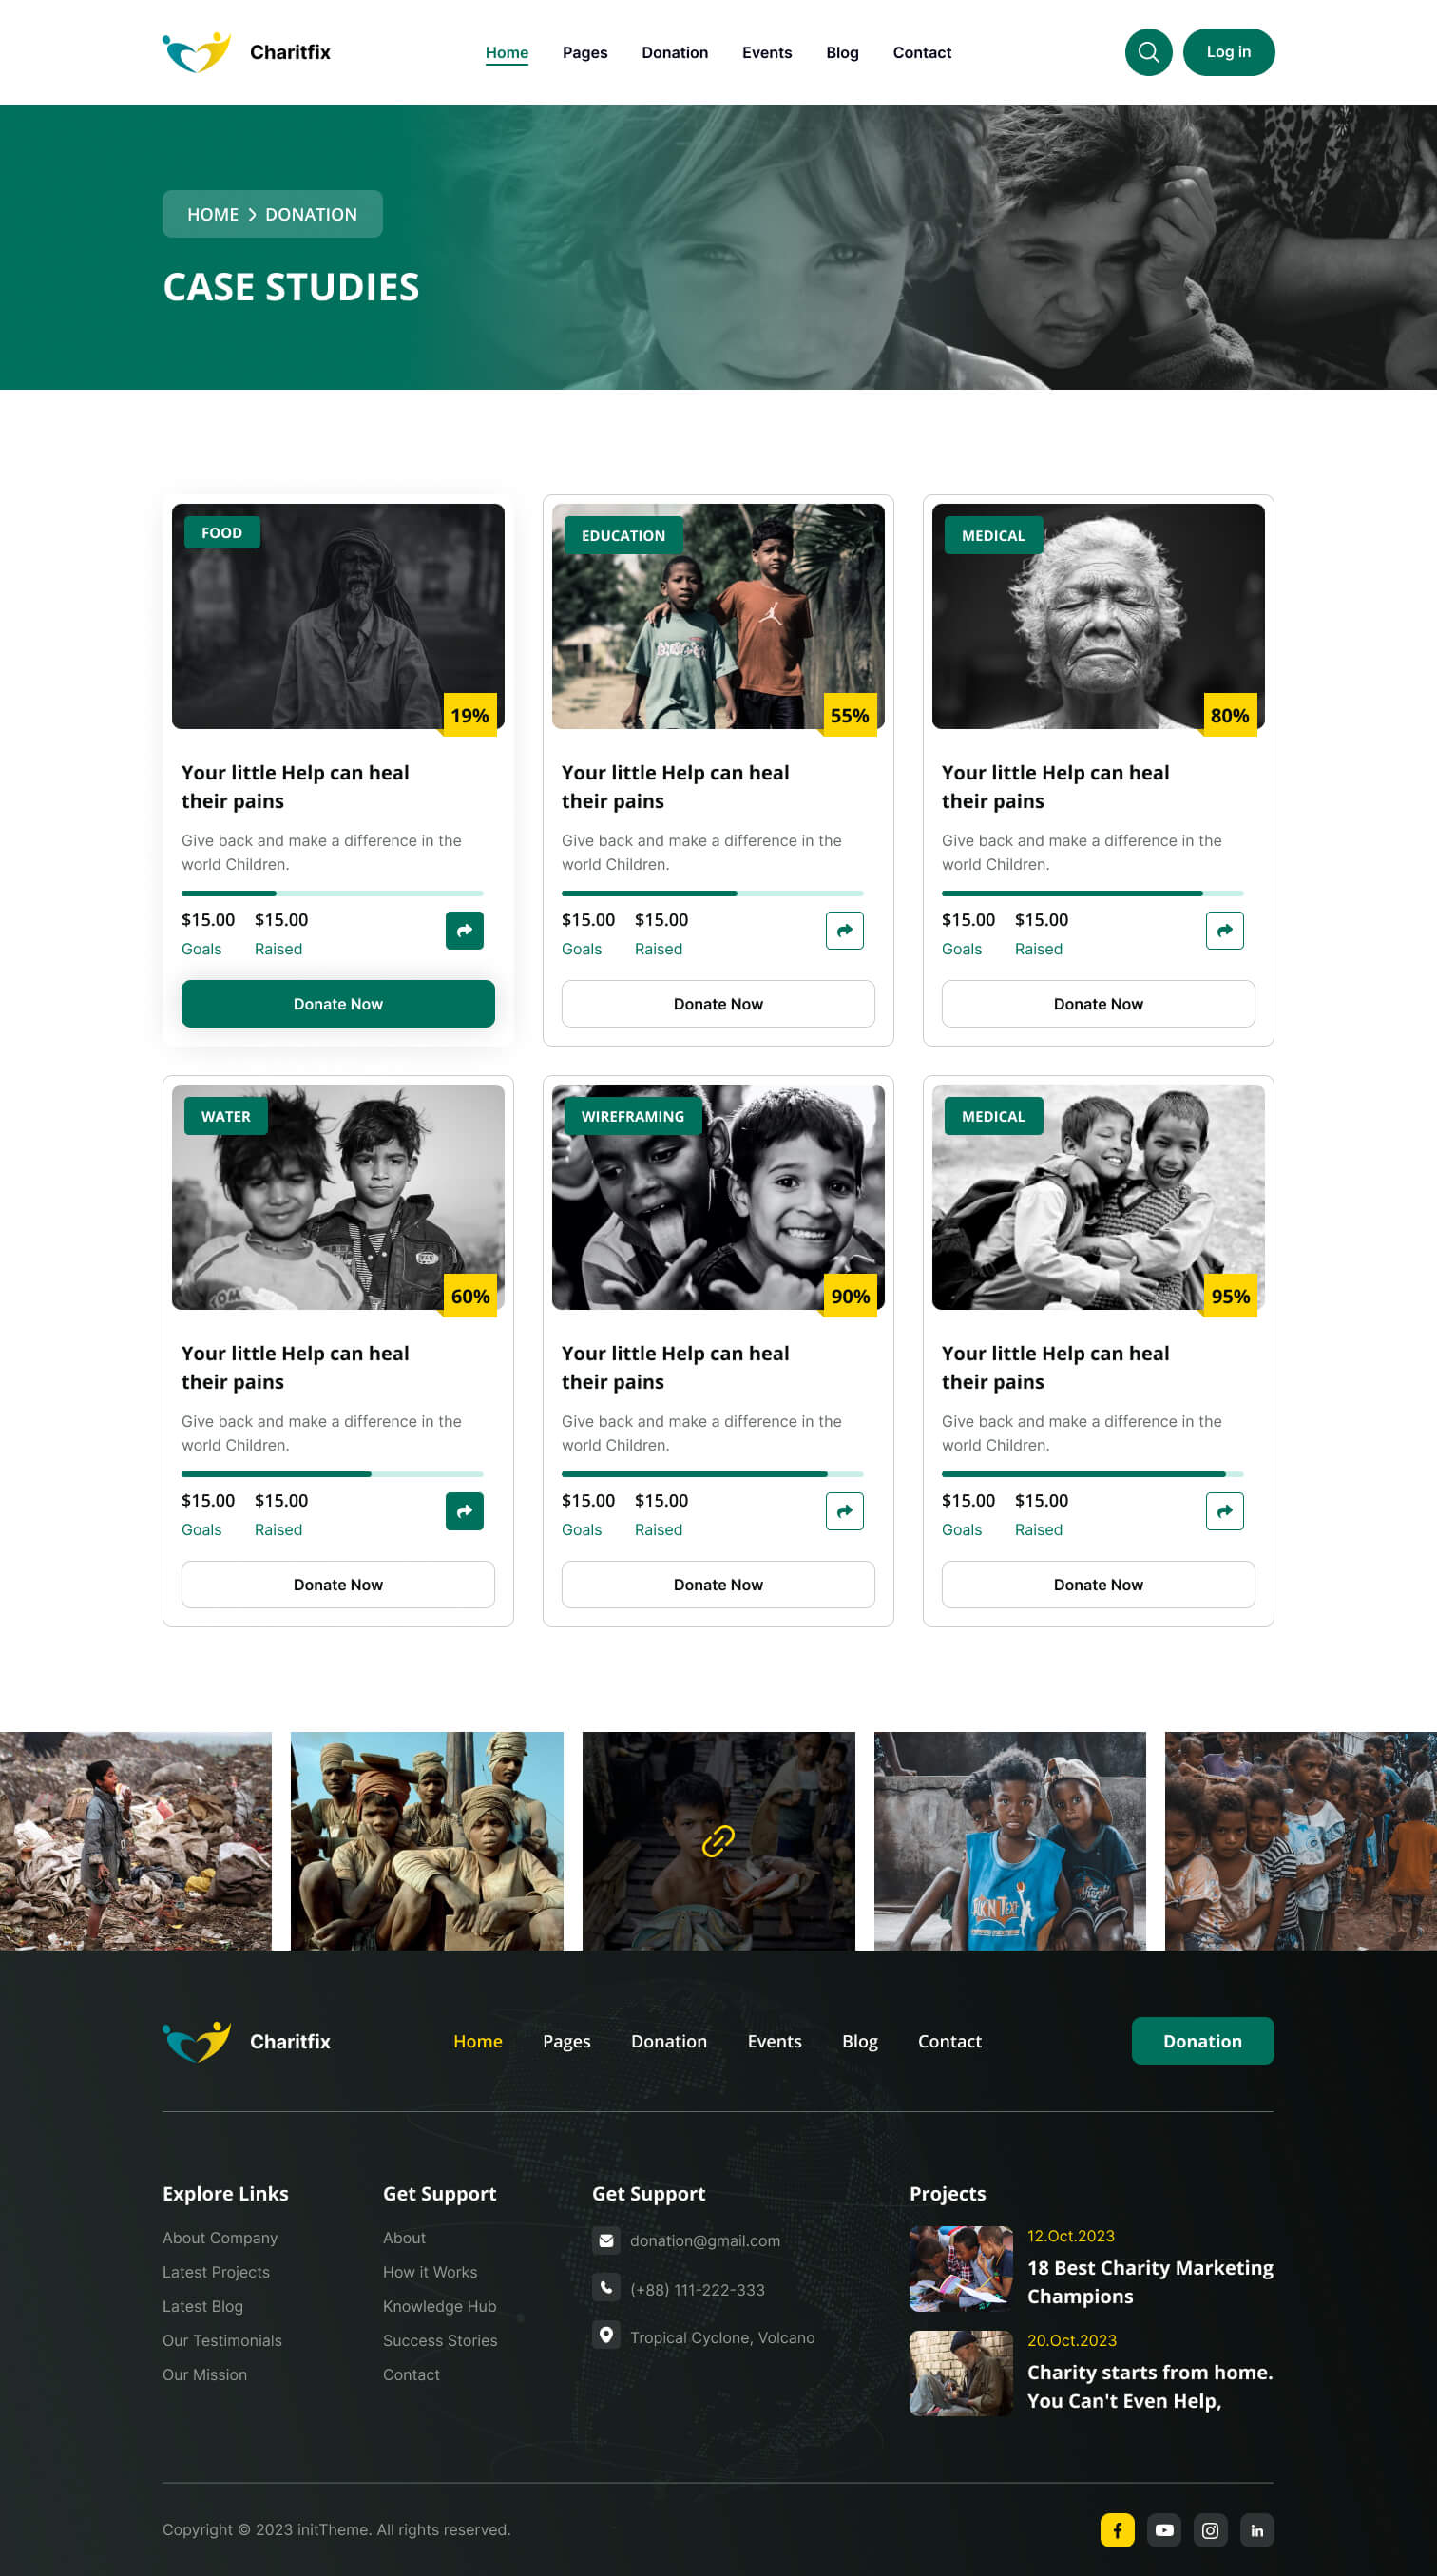 Charitfix
Home Pages Donation Events Blog Contact
Log in
HOME > DONATION
CASE STUDIES
FOOD
19%
Your little Help can heal
their pains
Give back and make a difference in the
world Children.
$15.00 $15.00
Goals Raised
Donate Now
EDUCATION
55%
Your little Help can heal
their pains
Give back and make a difference in the
world Children.
$15.00 $15.00
Goals Raised
Donate Now
MEDICAL
80%
Your little Help can heal
their pains
Give back and make a difference in the
world Children.
$15.00 $15.00
Goals Raised
Donate Now
WATER
60%
Your little Help can heal
their pains
Give back and make a difference in the
world Children.
$15.00 $15.00
Goals Raised
Donate Now
WIREFRAMING
90%
Your little Help can heal
their pains
Give back and make a difference in the
world Children.
$15.00 $15.00
Goals Raised
Donate Now
MEDICAL
95%
Your little Help can heal
their pains
Give back and make a difference in the
world Children.
$15.00 $15.00
Goals Raised
Donate Now
Charitfix
Home Pages Donation Events Blog Contact
Donation
Explore Links
About Company
Latest Projects
Latest Blog
Our Testimonials
Our Mission
Get Support
About
How it Works
Knowledge Hub
Success Stories
Contact
Get Support
donation@gmail.com
(+88) 111-222-333
Tropical Cyclone, Volcano
Projects
12.Oct.2023
18 Best Charity Marketing
Champions
20.Oct.2023
Charity starts from home.
You Can't Even Help,
Copyright © 2023 initTheme. All rights reserved.